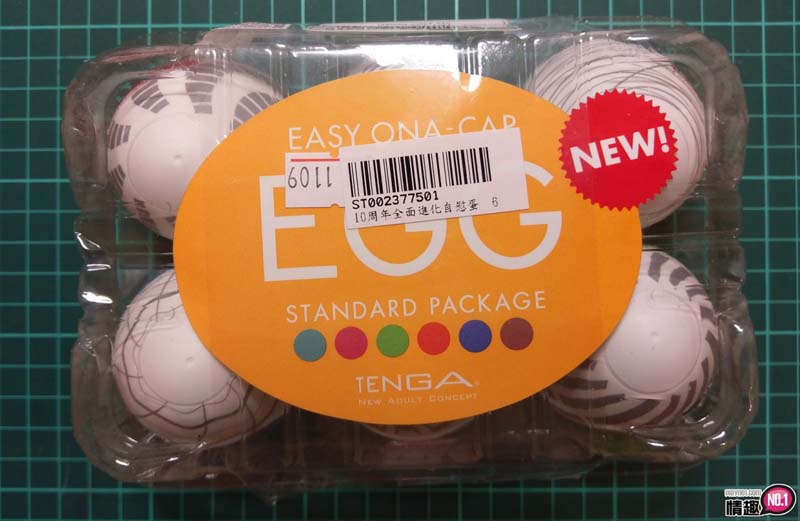 EASY ONA-CAP
NEW!
1109
ST002377501
10周年全面進化自慰蛋 6
EGG
STANDARD PACKAGE
TENGA®
NEW ADULT CONCEPT
情趣
NO.1